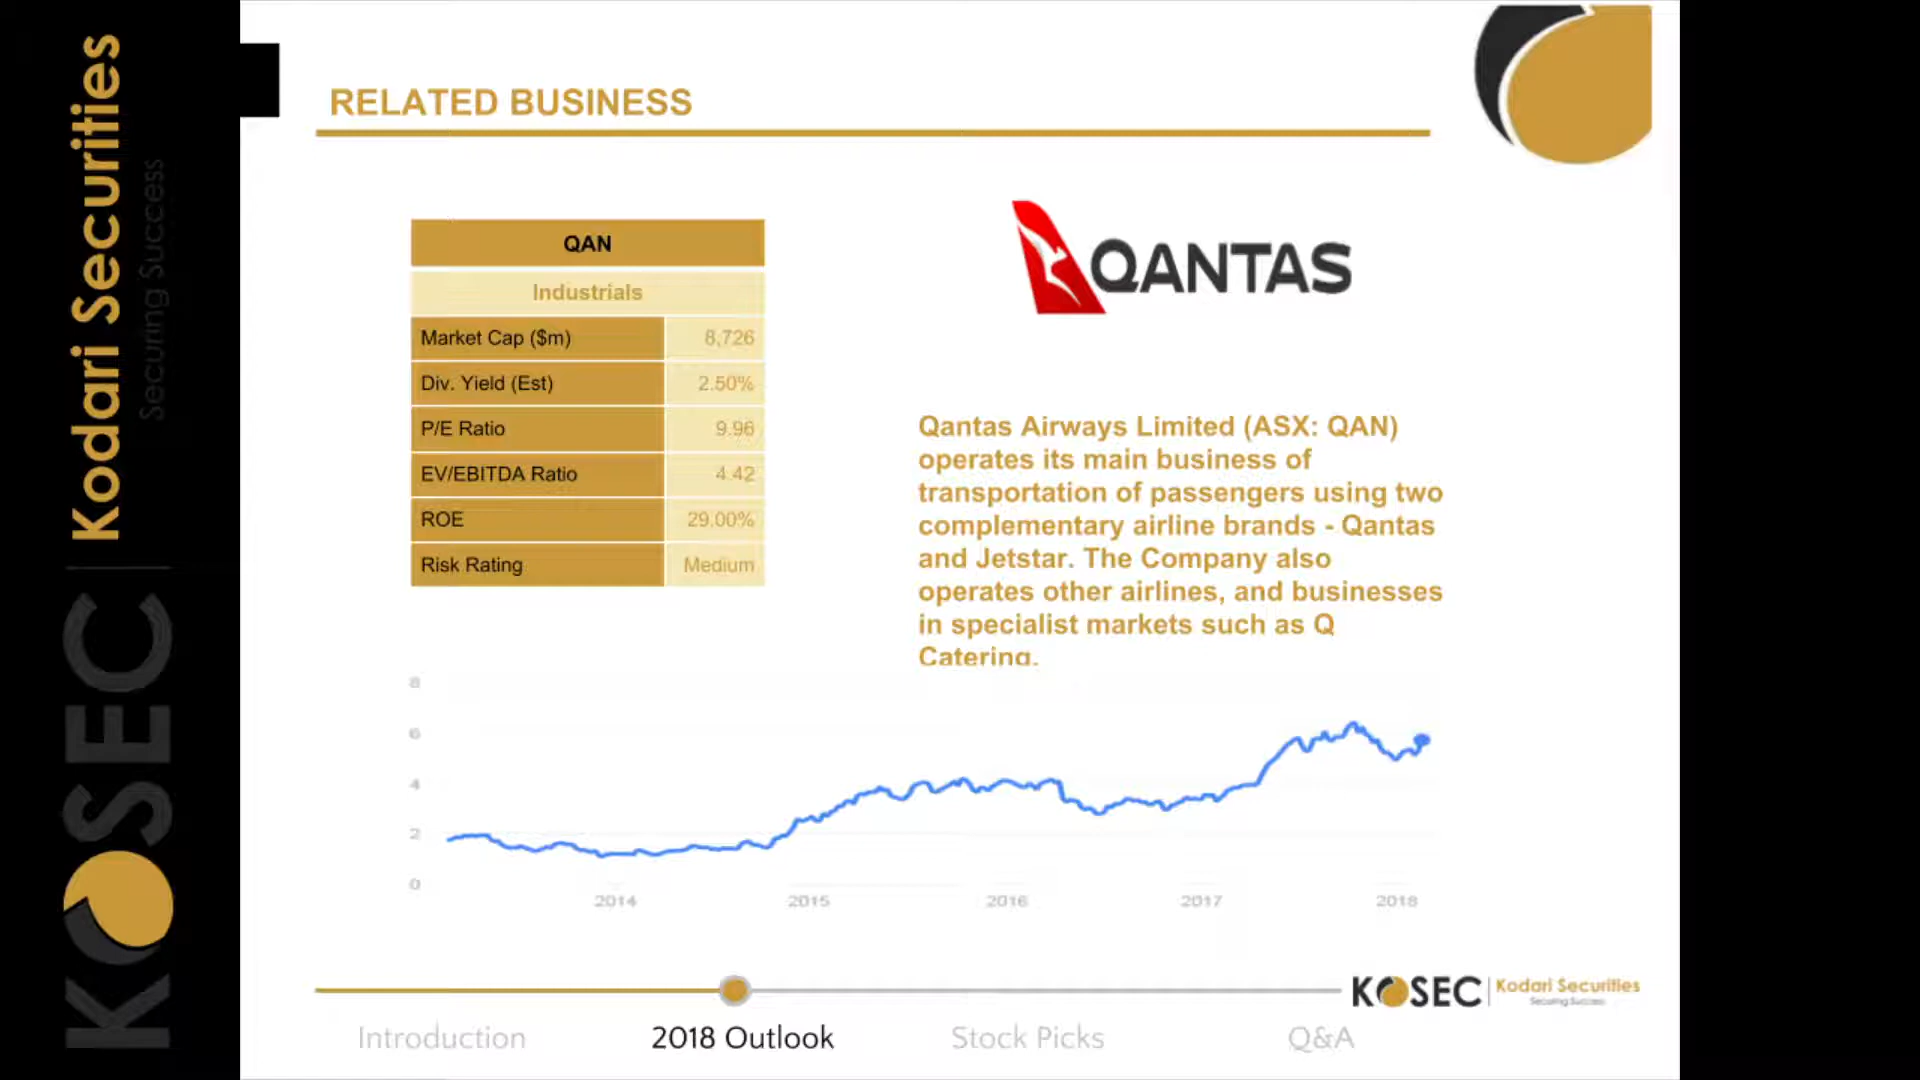 KOSEC
Kodari Securities
Securing Success
RELATED BUSINESS
QAN
Industrials
Market Cap ($m) 8,726
Div. Yield (Est) 2.50%
P/E Ratio 9.96
EV/EBITDA Ratio 4.42
ROE 29.00%
Risk Rating Medium
QANTAS
Qantas Airways Limited (ASX: QAN)
operates its main business of
transportation of passengers using two
complementary airline brands - Qantas
and Jetstar. The Company also
operates other airlines, and businesses
in specialist markets such as Q
Catering.
8
6
4
2
0
2014 2015 2016 2017 2018
KOSEC Kodari Securities
Securing Success
Introduction 2018 Outlook Stock Picks Q&A